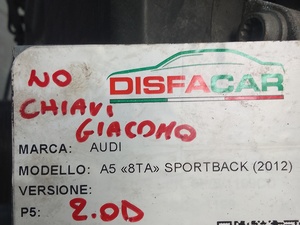 NO
CHIAVI
GIACOMO
DISFACAR
MARCA: AUDI
MODELLO: A5 «8TA» SPORTBACK (2012)
VERSIONE:
P5: 2.0D